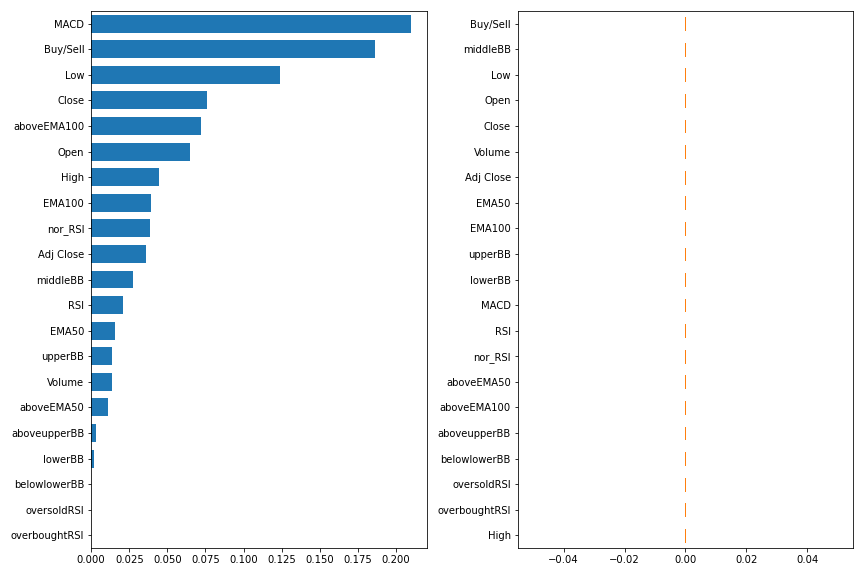 MACD
Buy/Sell
Low
Close
aboveEMA100
Open
High
EMA100
nor_RSI
Adj Close
middleBB
RSI
EMA50
upperBB
Volume
aboveEMA50
aboveupperBB
lowerBB
belowlowerBB
oversoldRSI
overboughtRSI
0.000 0.025 0.050 0.075 0.100 0.125 0.150 0.175 0.200
Buy/Sell
middleBB
Low
Open
Close
Volume
Adj Close
EMA50
EMA100
upperBB
lowerBB
MACD
RSI
nor_RSI
aboveEMA50
aboveEMA100
aboveupperBB
belowlowerBB
oversoldRSI
overboughtRSI
High
−0.04 −0.02 0.00 0.02 0.04